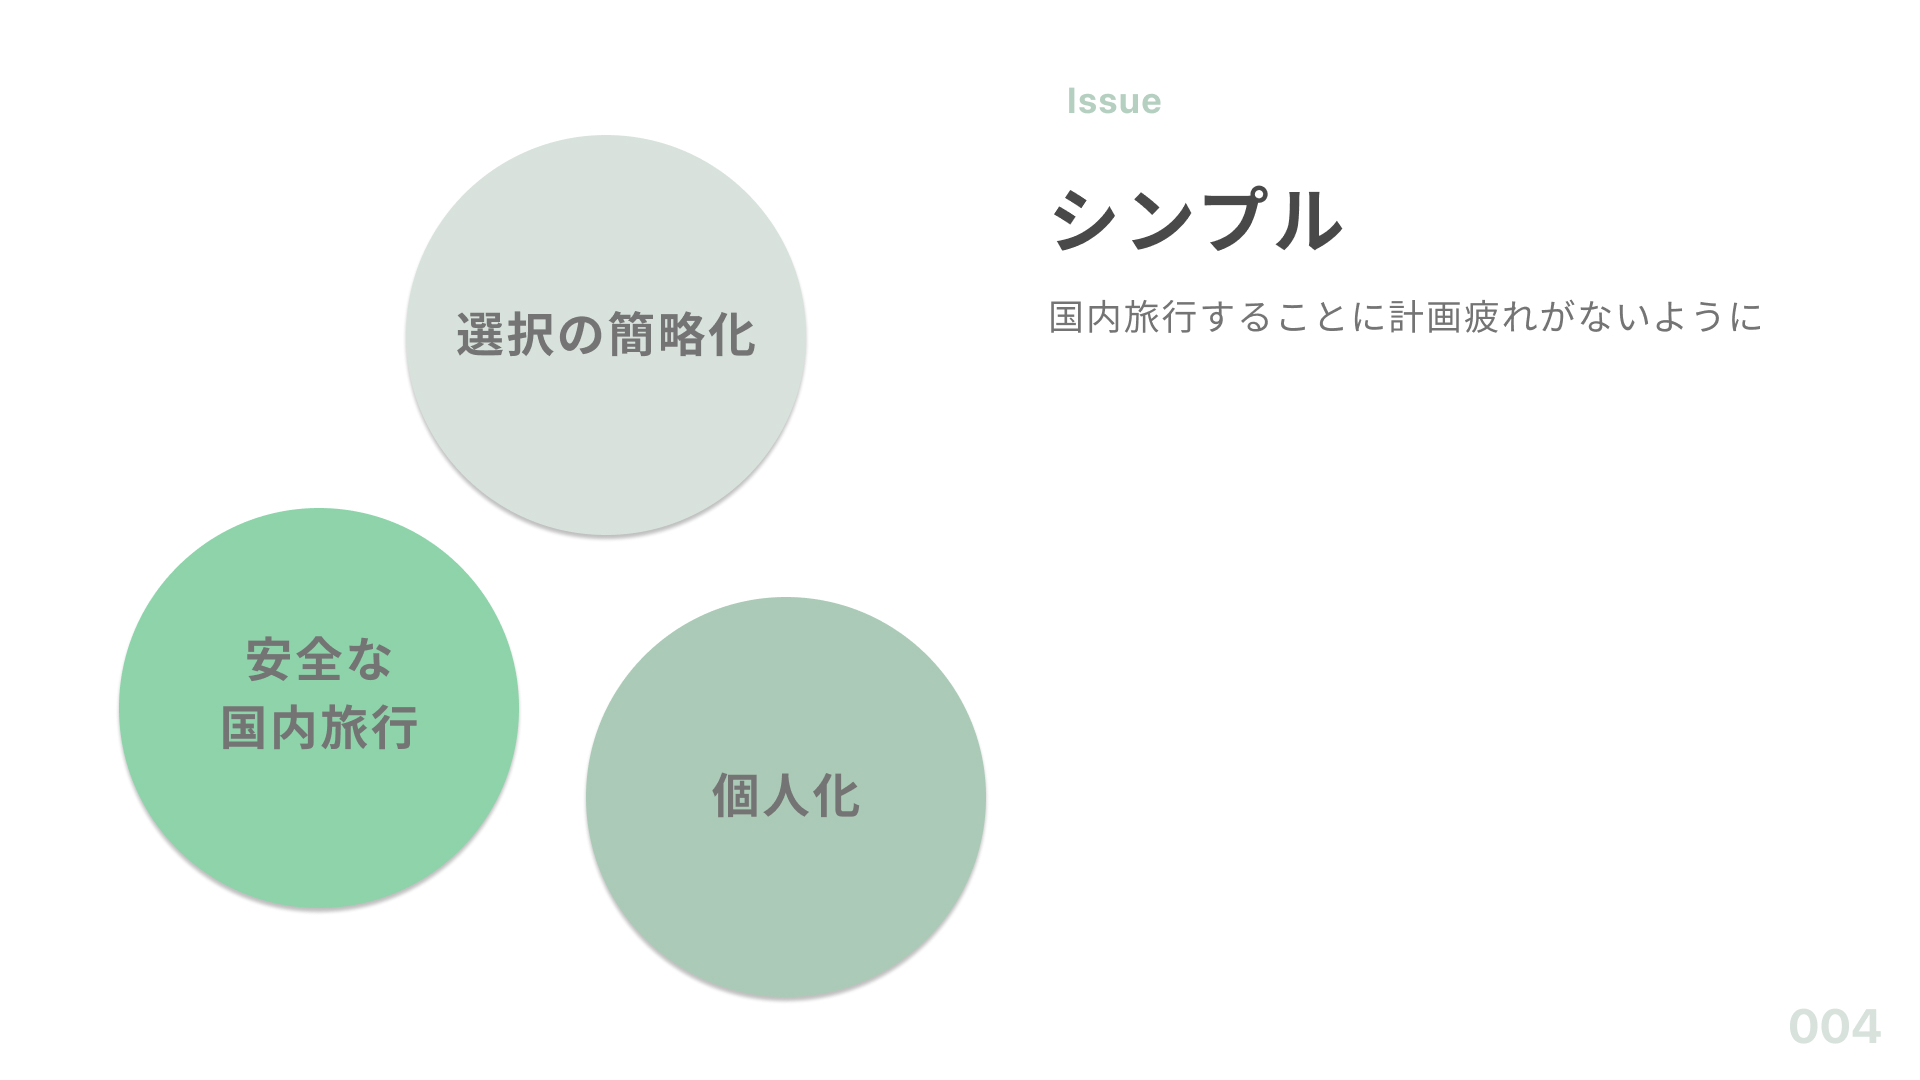 Issue
シンプル
国内旅行することに計画疲れがないように
選択の簡略化
安全な
国内旅行
個人化
004